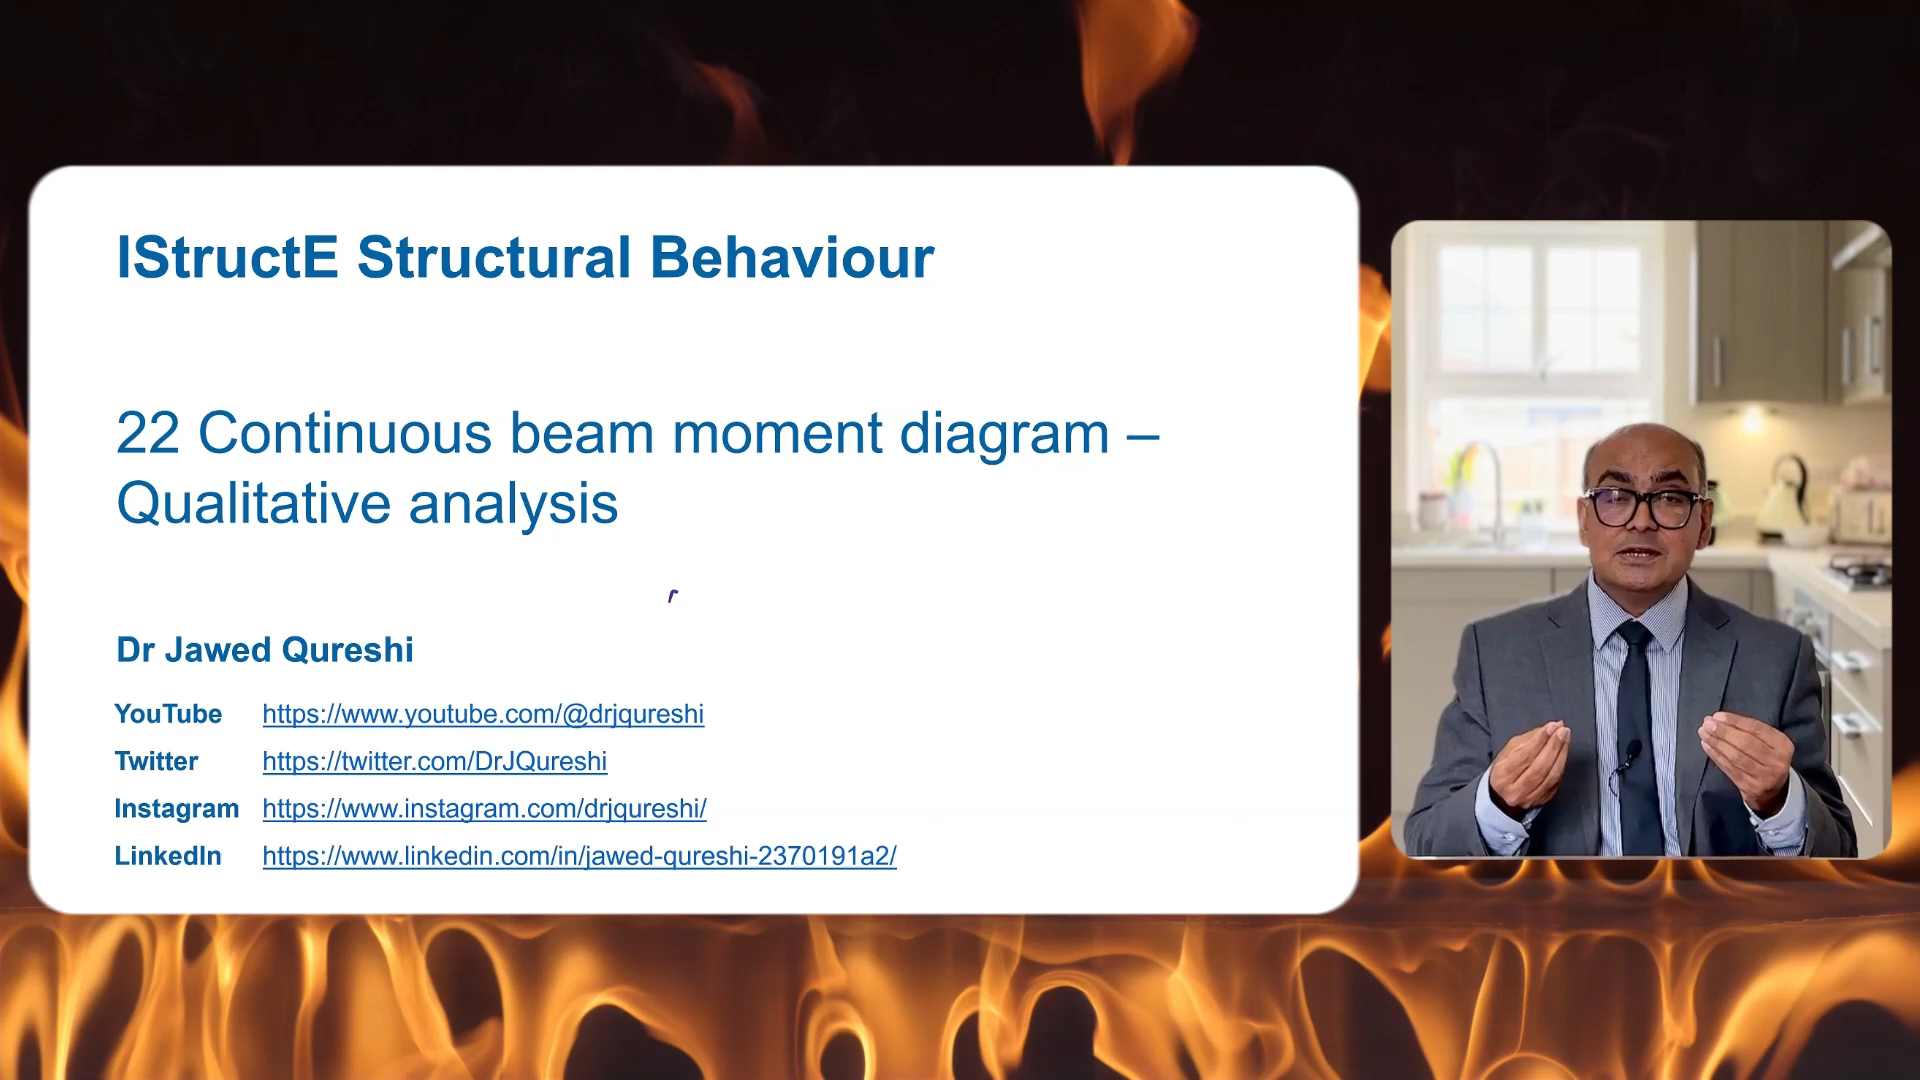 IStructE Structural Behaviour
22 Continuous beam moment diagram –
Qualitative analysis
Dr Jawed Qureshi
YouTube https://www.youtube.com/@drjqureshi
Twitter https://twitter.com/DrJQureshi
Instagram https://www.instagram.com/drjqureshi/
LinkedIn https://www.linkedin.com/in/jawed-qureshi-2370191a2/